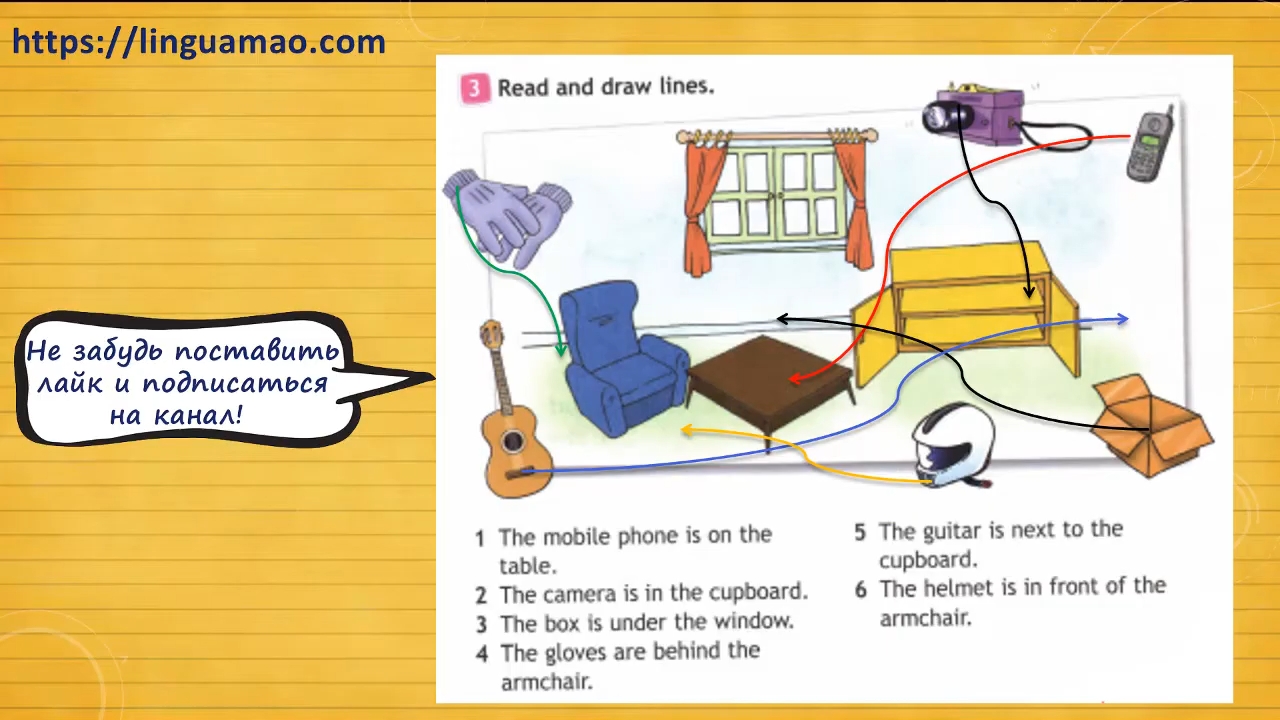 https://linguamao.com
3 Read and draw lines.
Не забудь поставить
лайк и подписаться
на канал!
1 The mobile phone is on the
table.
2 The camera is in the cupboard.
3 The box is under the window.
4 The gloves are behind the
armchair.
5 The guitar is next to the
cupboard.
6 The helmet is in front of the
armchair.